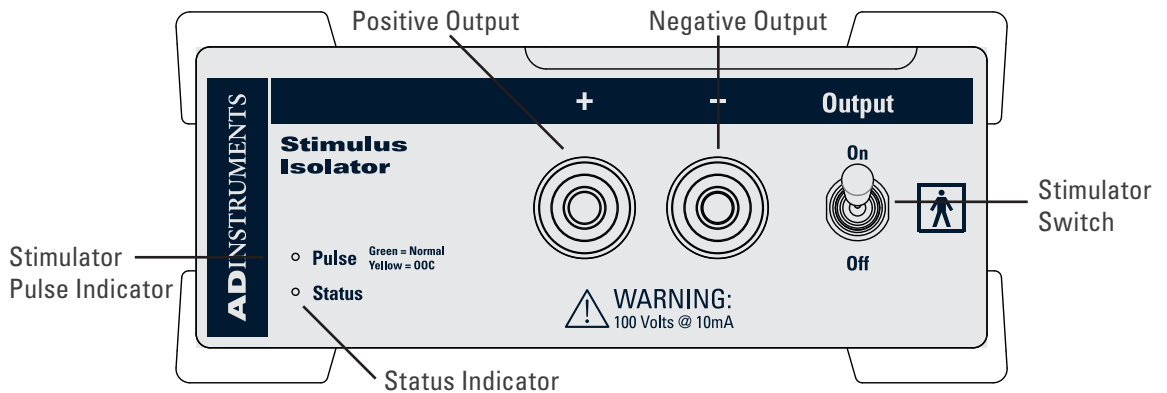 Positive Output
Negative Output
+
–
Output
ADINSTRUMENTS
Stimulus
Isolator
On
Off
Stimulator
Switch
Stimulator
Pulse Indicator
Pulse
Green = Normal
Yellow = OOC
Status
WARNING:
100 Volts @ 10mA
Status Indicator